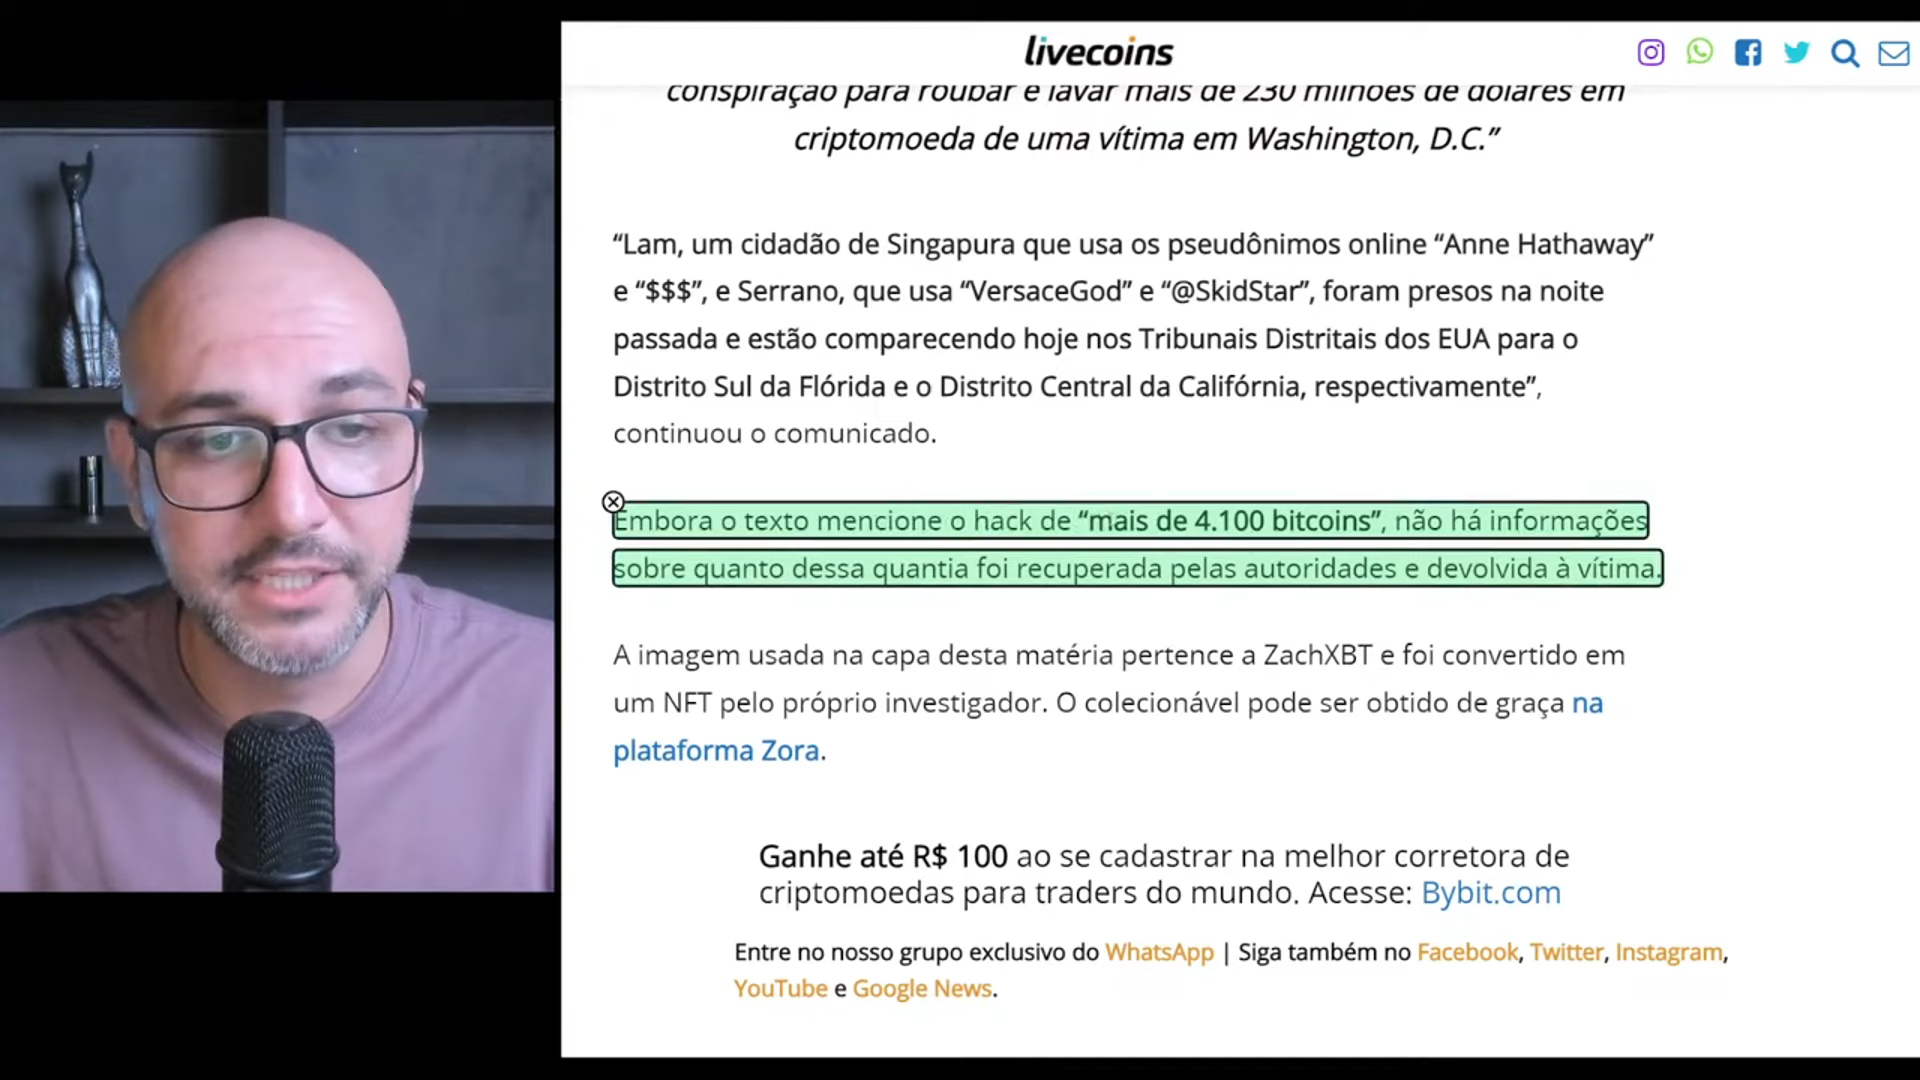 livecoins
conspiração para roubar e lavar mais de 230 milhões de dólares em
criptomoeda de uma vítima em Washington, D.C.”
“Lam, um cidadão de Singapura que usa os pseudônimos online “Anne Hathaway”
e “$$$”, e Serrano, que usa “VersaceGod” e “@SkidStar”, foram presos na noite
passada e estão comparecendo hoje nos Tribunais Distritais dos EUA para o
Distrito Sul da Flórida e o Distrito Central da Califórnia, respectivamente”,
continuou o comunicado.
Embora o texto mencione o hack de “mais de 4.100 bitcoins”, não há informações
sobre quanto dessa quantia foi recuperada pelas autoridades e devolvida à vítima.
A imagem usada na capa desta matéria pertence a ZachXBT e foi convertido em
um NFT pelo próprio investigador. O colecionável pode ser obtido de graça na
plataforma Zora.
Ganhe até R$ 100 ao se cadastrar na melhor corretora de
criptomoedas para traders do mundo. Acesse: Bybit.com
Entre no nosso grupo exclusivo do WhatsApp | Siga também no Facebook, Twitter, Instagram,
YouTube e Google News.